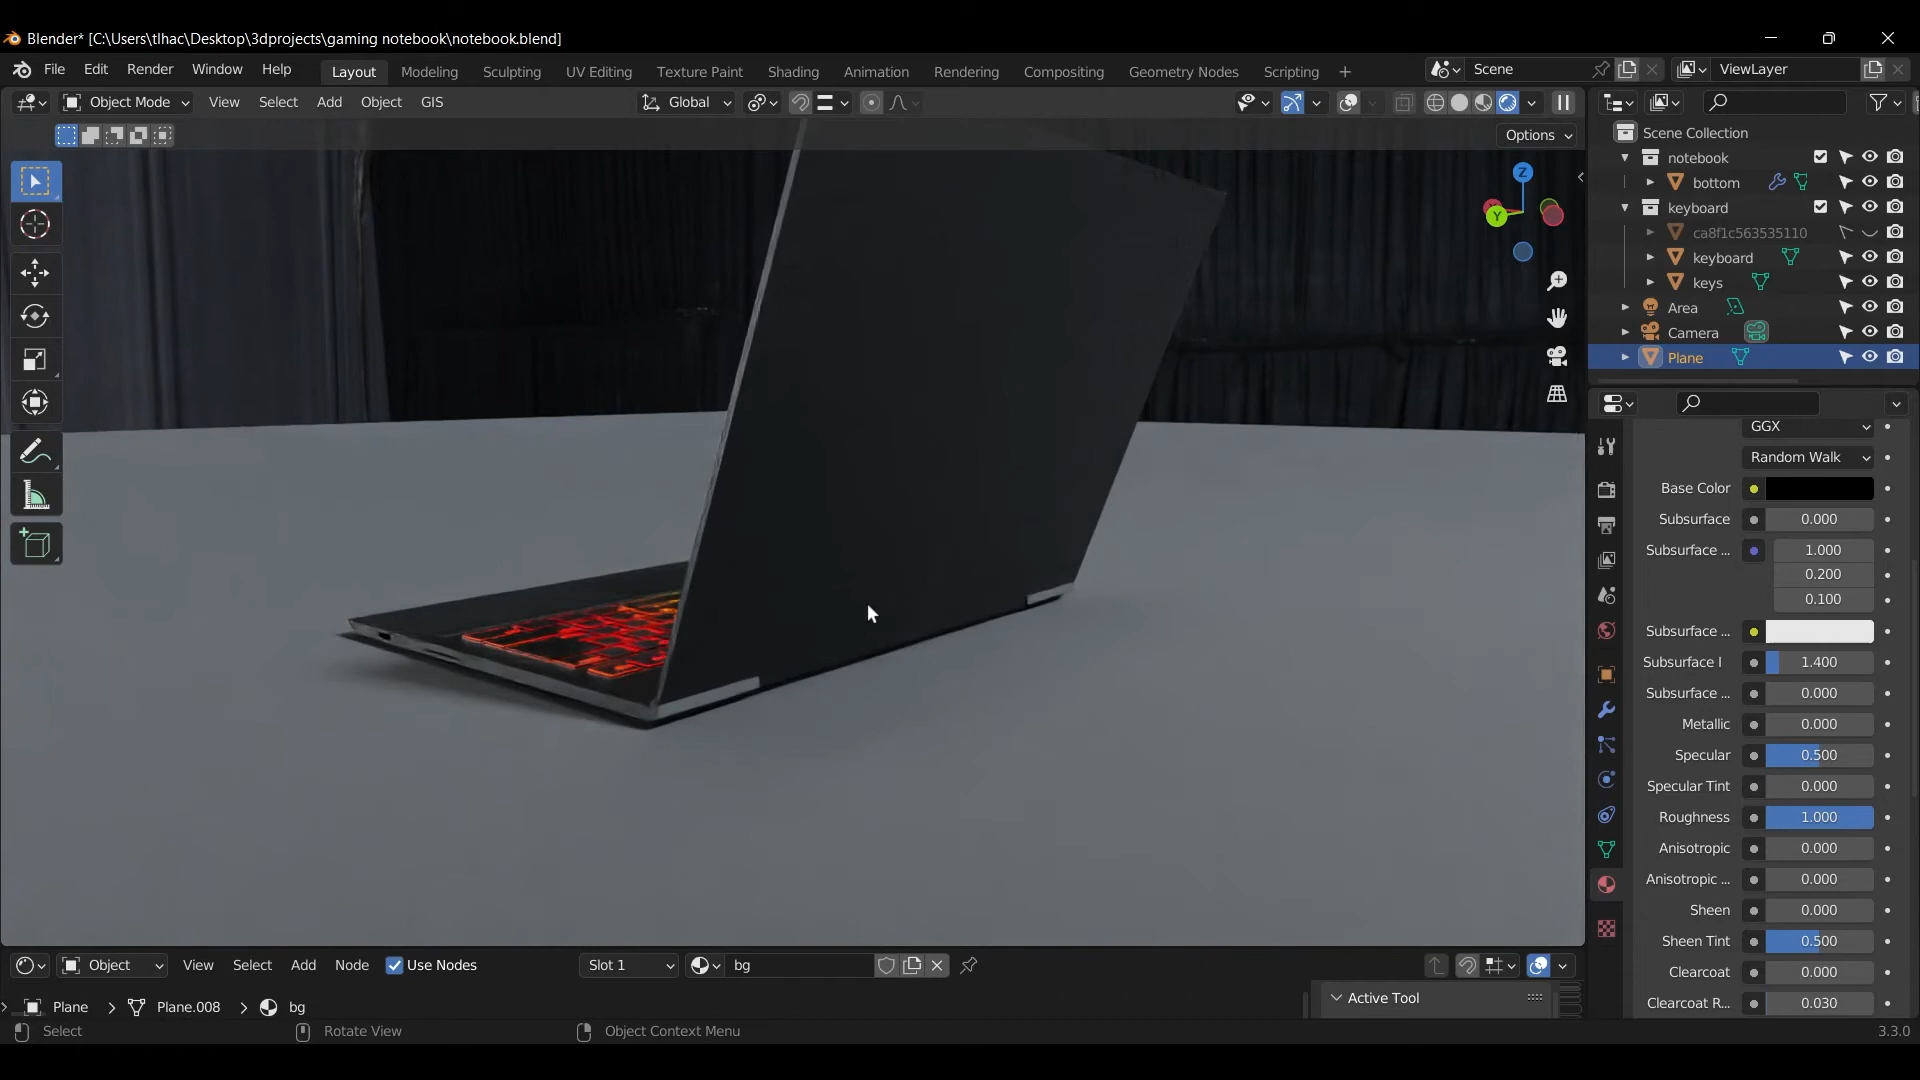 Blender* [C:\Users\tlhac\Desktop\3dprojects\gaming notebook\notebook.blend]
File Edit Render Window Help Layout Modeling Sculpting UV Editing Texture Paint Shading Animation Rendering Compositing Geometry Nodes Scripting + Scene ViewLayer
Object Mode View Select Add Object GIS Global
Options
Z
Y
Scene Collection
notebook
bottom
keyboard
ca8f1c563535110
keyboard
keys
Area
Camera
Plane
GGX
Random Walk
Base Color
Subsurface 0.000
Subsurface ... 1.000
0.200
0.100
Subsurface ...
Subsurface I 1.400
Subsurface ... 0.000
Metallic 0.000
Specular 0.500
Specular Tint 0.000
Roughness 1.000
Anisotropic 0.000
Anisotropic ... 0.000
Sheen 0.000
Sheen Tint 0.500
Clearcoat 0.000
Clearcoat R... 0.030
Object View Select Add Node Use Nodes Slot 1 bg
Plane > Plane.008 > bg
Active Tool
Select Rotate View Object Context Menu 3.3.0